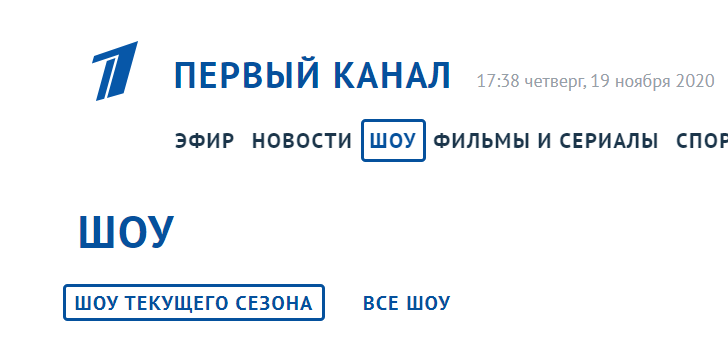 ПЕРВЫЙ КАНАЛ 17:38 четверг, 19 ноября 2020
ЭФИР НОВОСТИ ШОУ ФИЛЬМЫ И СЕРИАЛЫ СПОР
ШОУ
ШОУ ТЕКУЩЕГО СЕЗОНА ВСЕ ШОУ